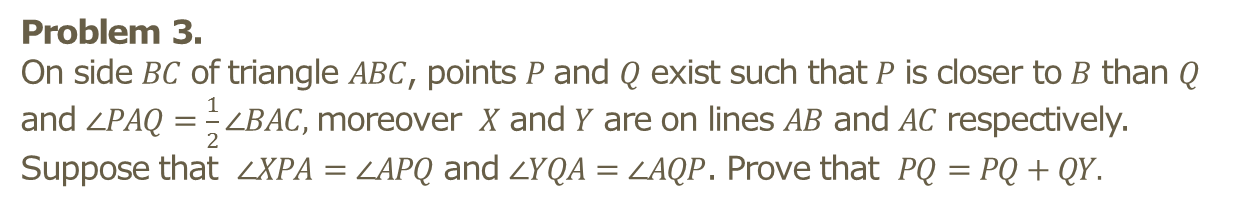 Problem 3.
On side BC of triangle ABC, points P and Q exist such that P is closer to B than Q
and ∠PAQ = 1/2 ∠BAC, moreover X and Y are on lines AB and AC respectively.
Suppose that ∠XPA = ∠APQ and ∠YQA = ∠AQP. Prove that PQ = PQ + QY.